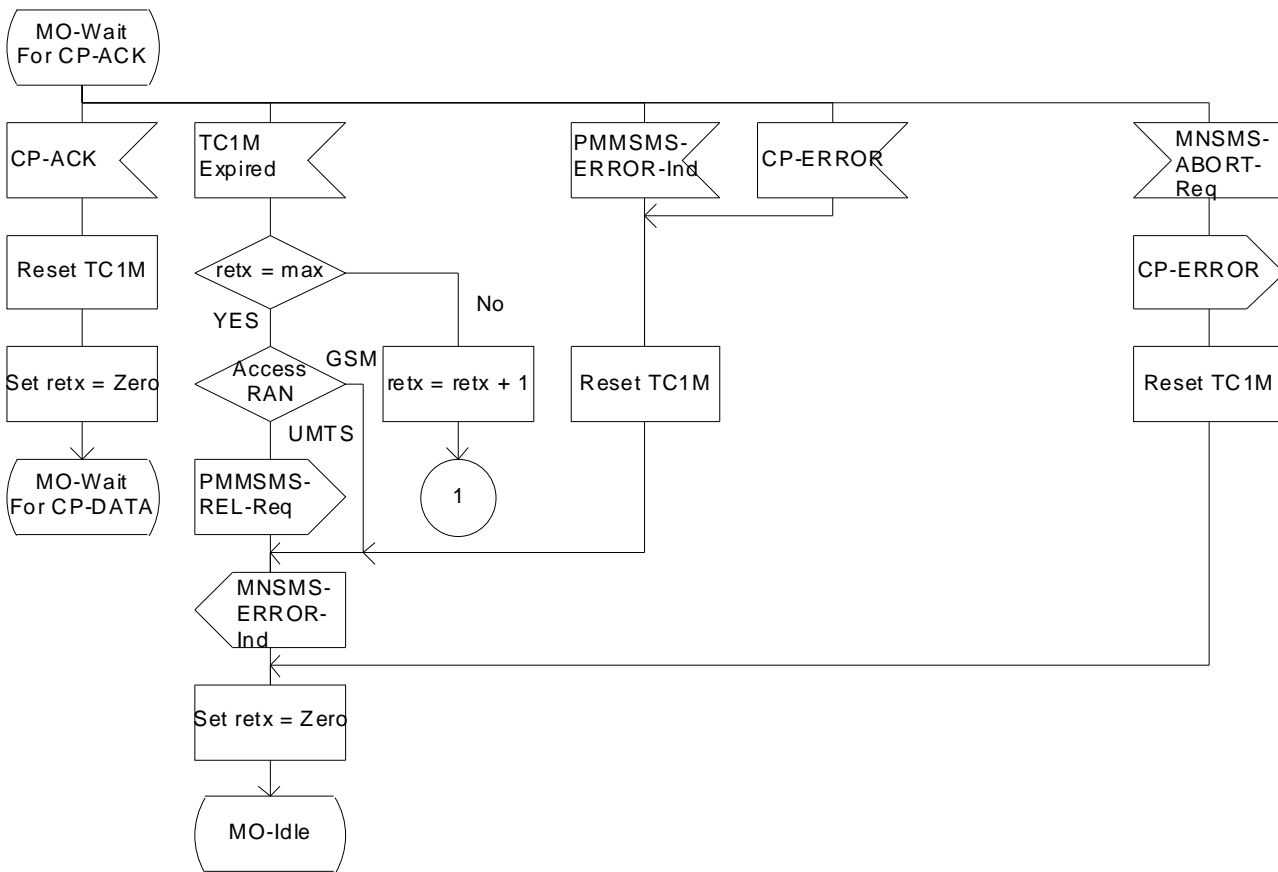 MO-Wait
For CP-ACK
CP-ACK
TC1M
Expired
PMMSMS-
ERROR-Ind
CP-ERROR
MNSMS-
ABORT-
Req
Reset TC1M
retx = max
CP-ERROR
No
YES
Set retx = Zero
Access
RAN
GSM
retx = retx + 1
Reset TC1M
Reset TC1M
UMTS
MO-Wait
For CP-DATA
PMMSMS-
REL-Req
1
MNSMS-
ERROR-
Ind
Set retx = Zero
MO-Idle